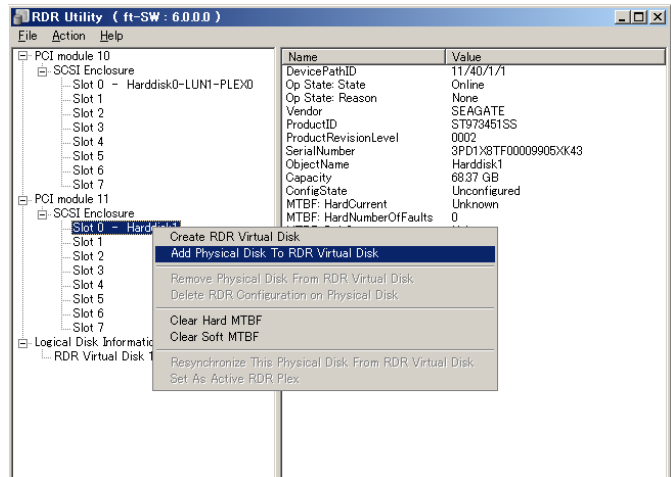 RDR Utility ( ft-SW : 6.0.0.0 )
File Action Help
PCI module 10
SCSI Enclosure
Slot 0 - Harddisk0-LUN1-PLEX0
Slot 1
Slot 2
Slot 3
Slot 4
Slot 5
Slot 6
Slot 7
PCI module 11
SCSI Enclosure
Slot 0 - Harddisk1
Slot 1
Slot 2
Slot 3
Slot 4
Slot 5
Slot 6
Slot 7
Logical Disk Informatio
RDR Virtual Disk 1
Name Value
DevicePathID 11/40/1/1
Op State: State Online
Op State: Reason None
Vendor SEAGATE
ProductID ST973451SS
ProductRevisionLevel 0002
SerialNumber 3PD1X8TF00009905XK43
ObjectName Harddisk1
Capacity 68.37 GB
ConfigState Unconfigured
MTBF: HardCurrent Unknown
MTBF: HardNumberOfFaults 0
Create RDR Virtual Disk
Add Physical Disk To RDR Virtual Disk
Remove Physical Disk From RDR Virtual Disk
Delete RDR Configuration on Physical Disk
Clear Hard MTBF
Clear Soft MTBF
Resynchronize This Physical Disk From RDR Virtual Disk
Set As Active RDR Plex